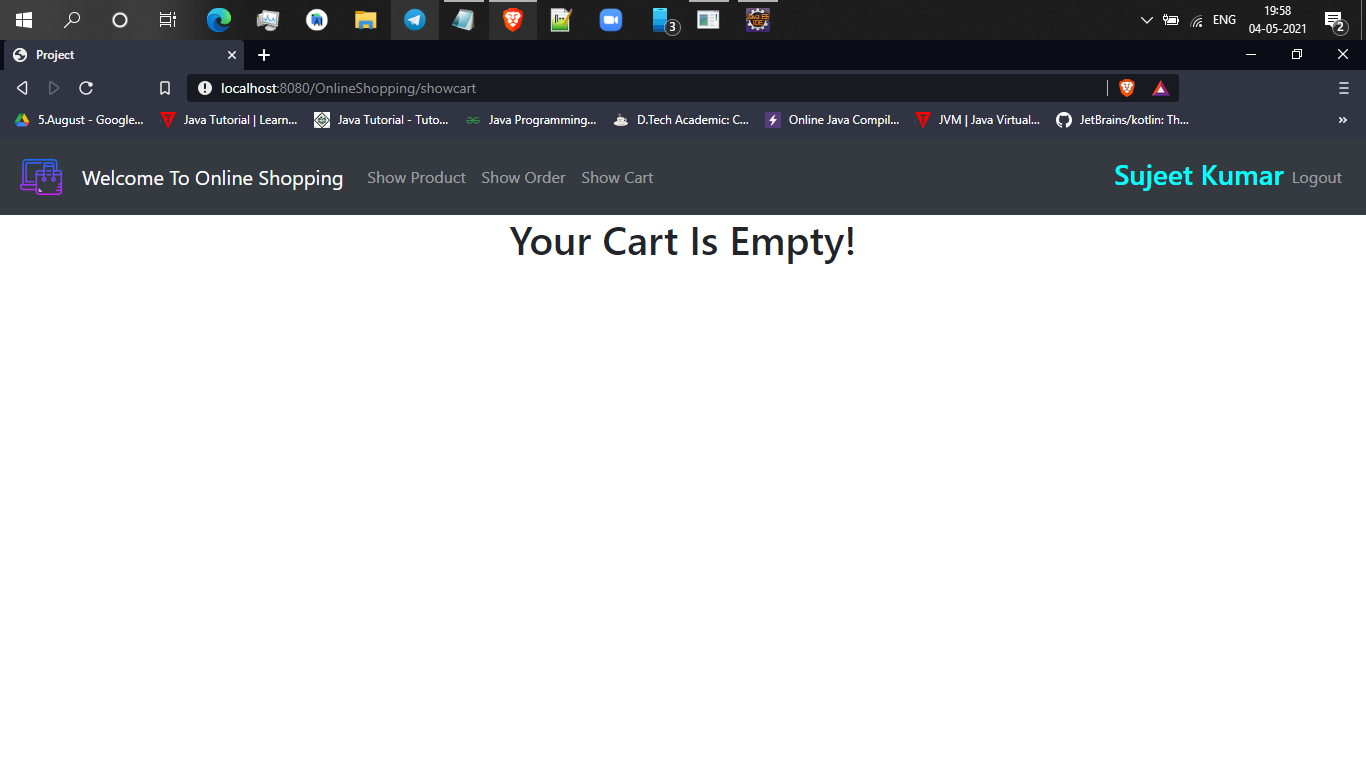 3
ENG
19:58
04-05-2021
2
Project
localhost:8080/OnlineShopping/showcart
5.August - Google... Java Tutorial | Learn... Java Tutorial - Tuto... Java Programming... D.Tech Academic: C... Online Java Compil... JVM | Java Virtual... JetBrains/kotlin: Th... »
Welcome To Online Shopping Show Product Show Order Show Cart Sujeet Kumar Logout
Your Cart Is Empty!